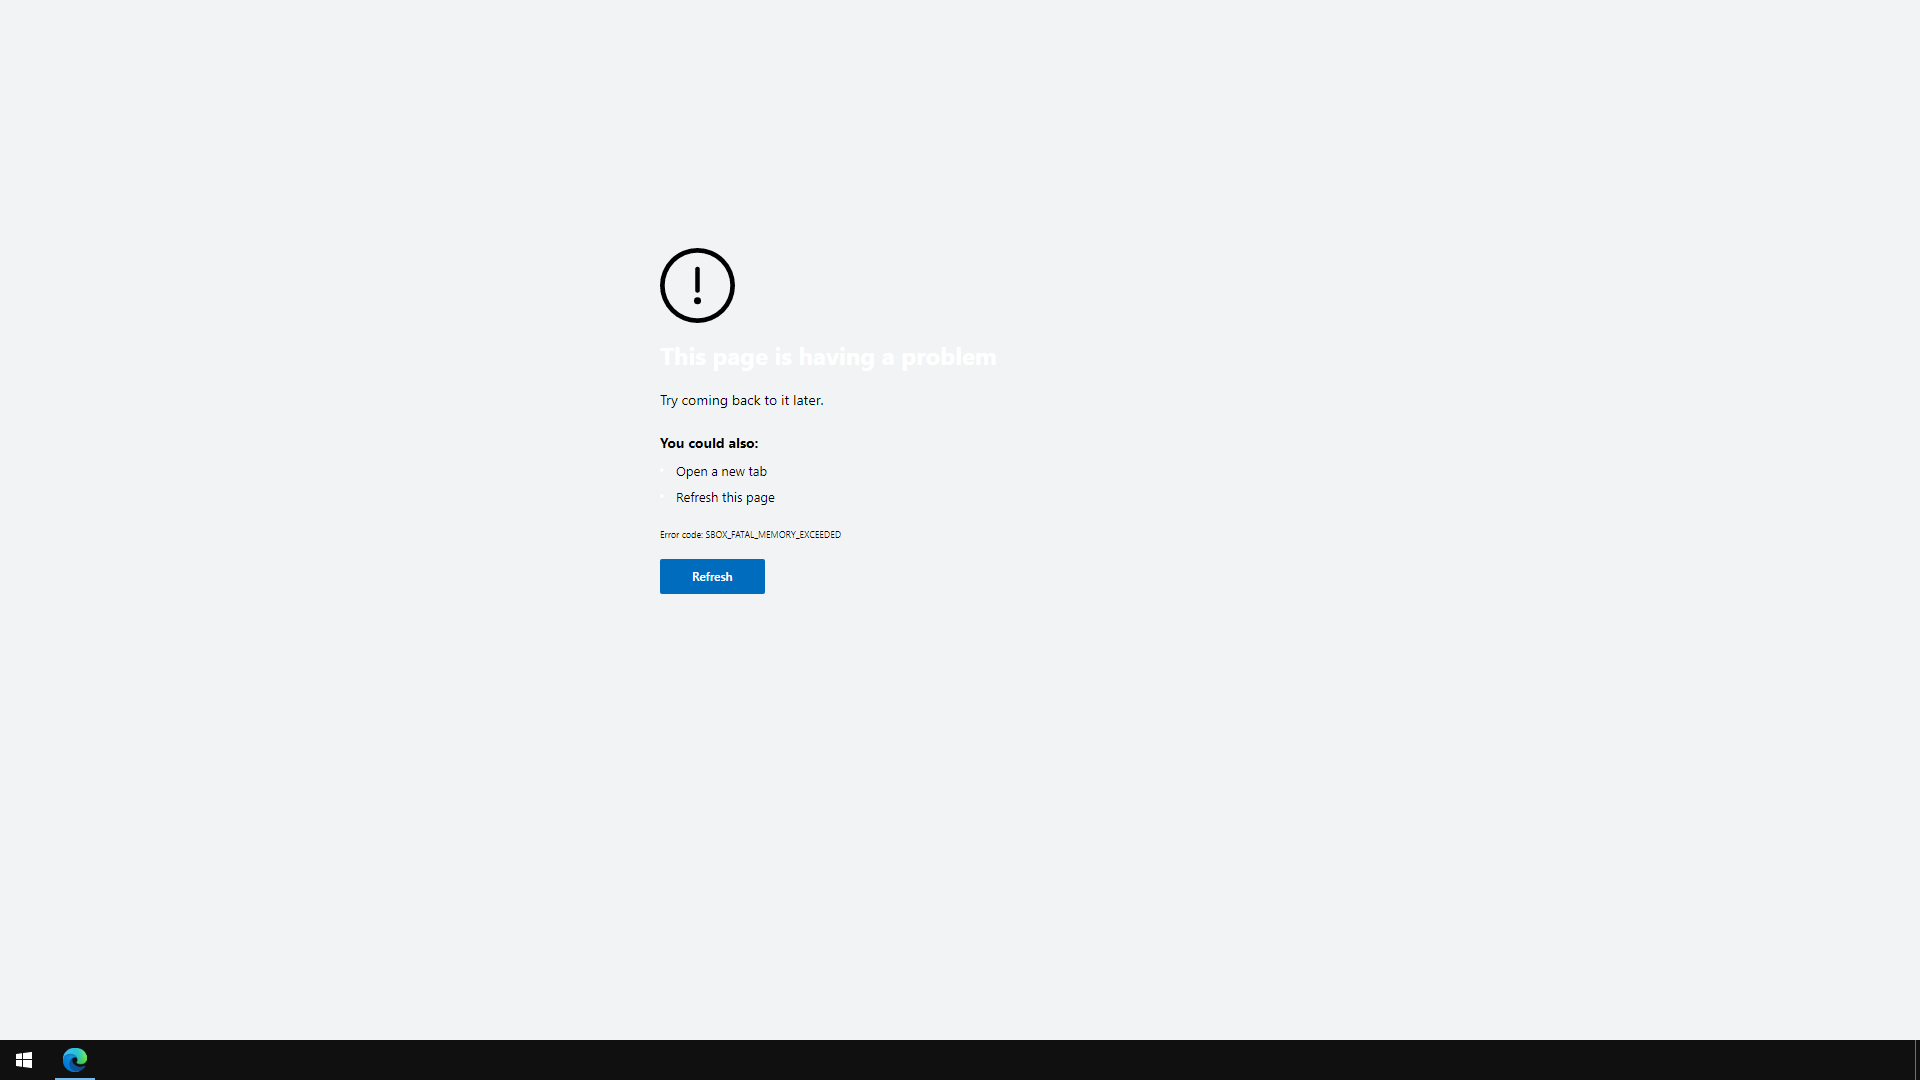 This page is having a problem
Try coming back to it later.
You could also:
• Open a new tab
• Refresh this page
Error code: SBOX_FATAL_MEMORY_EXCEEDED
Refresh